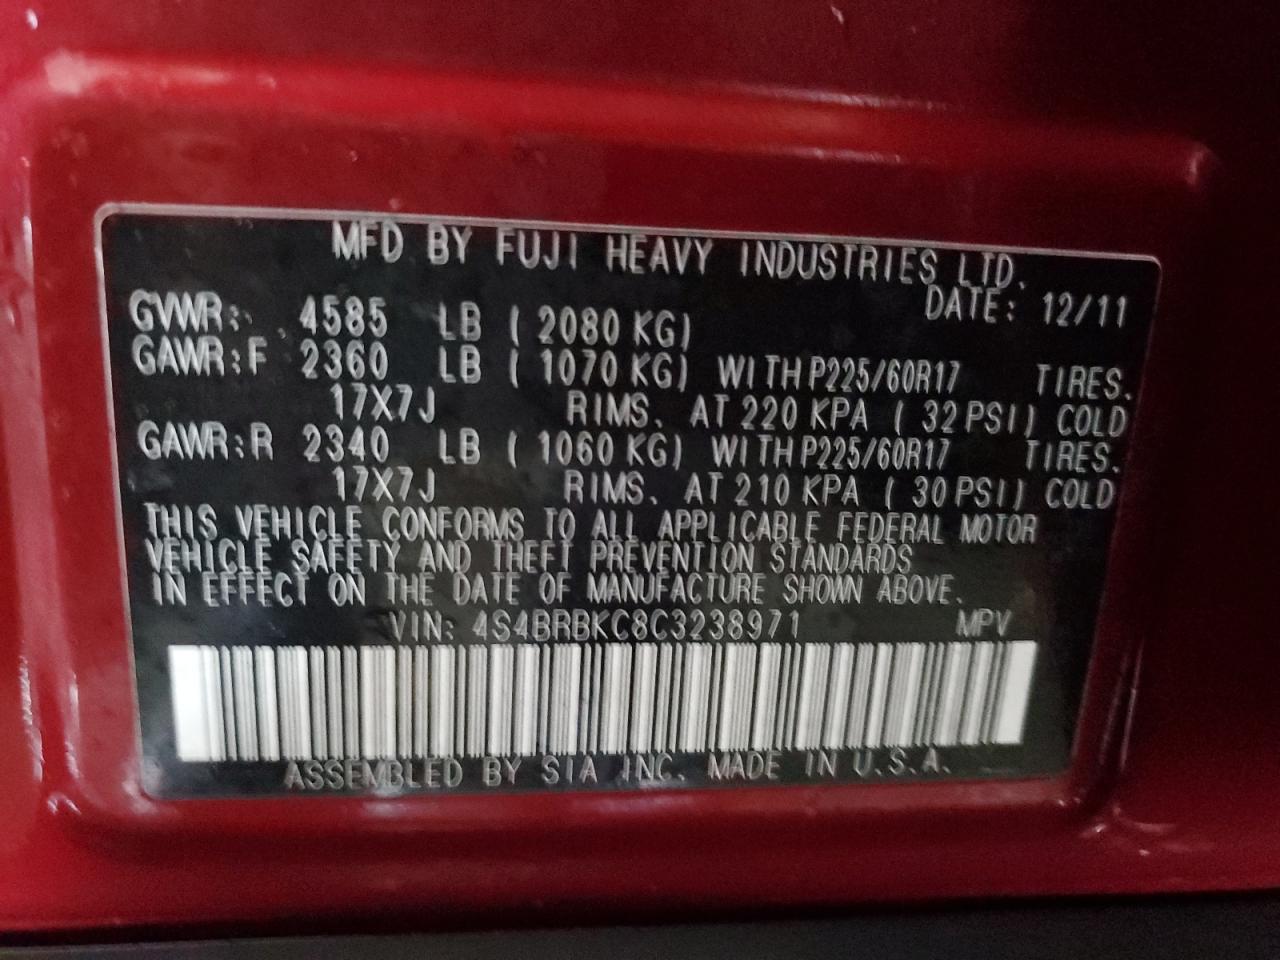 MFD BY FUJI HEAVY INDUSTRIES LTD.
DATE: 12/11
GVWR: 4585 LB ( 2080 KG)
GAWR:F 2360 LB ( 1070 KG) WITH P225/60R17 TIRES.
17X7J RIMS. AT 220 KPA ( 32 PSI) COLD
GAWR:R 2340 LB ( 1060 KG) WITH P225/60R17 TIRES.
17X7J RIMS. AT 210 KPA ( 30 PSI) COLD
THIS VEHICLE CONFORMS TO ALL APPLICABLE FEDERAL MOTOR
VEHICLE SAFETY AND THEFT PREVENTION STANDARDS
IN EFFECT ON THE DATE OF MANUFACTURE SHOWN ABOVE.
VIN: 4S4BRBKC8C3238971 MPV
ASSEMBLED BY SIA INC. MADE IN U.S.A.